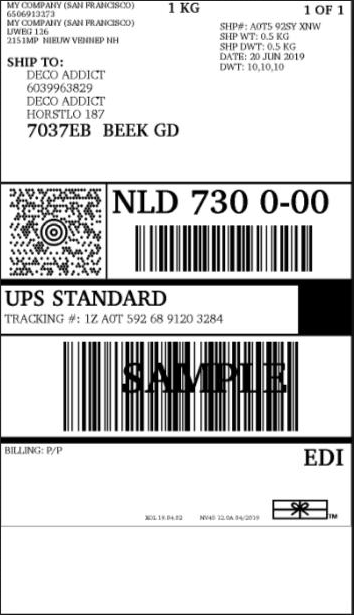 MY COMPANY (SAN FRANCISCO)
6506913273
MY COMPANY (SAN FRANCISCO)
IJWEG 126
2151MP NIEUW VENNEP NH
1 KG
1 OF 1
SHP#: A0T5 92SY XNW
SHP WT: 0.5 KG
SHP DWT: 0.5 KG
DATE: 20 JUN 2019
DWT: 10,10,10
SHIP TO:
DECO ADDICT
6039963829
DECO ADDICT
HORSTLO 187
7037EB BEEK GD
NLD 730 0-00
UPS STANDARD
TRACKING #: 1Z A0T 592 68 9120 3284
SAMPLE
BILLING: P/P
EDI
XOL 19.04.02
NV45 12.0A 04/2019
TM